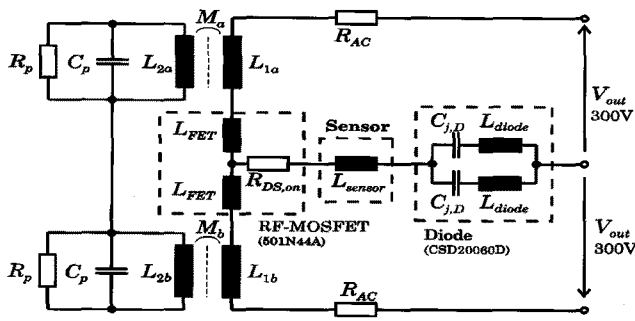 M_a
R_AC
R_p
C_p
L_2a
L_1a
V_out
300V
L_FET
Sensor
C_j,D
L_diode
R_DS,on
L_sensor
L_FET
C_j,D
L_diode
RF-MOSFET
(501N44A)
Diode
(CSD20060D)
V_out
300V
M_b
R_p
C_p
L_2b
L_1b
R_AC